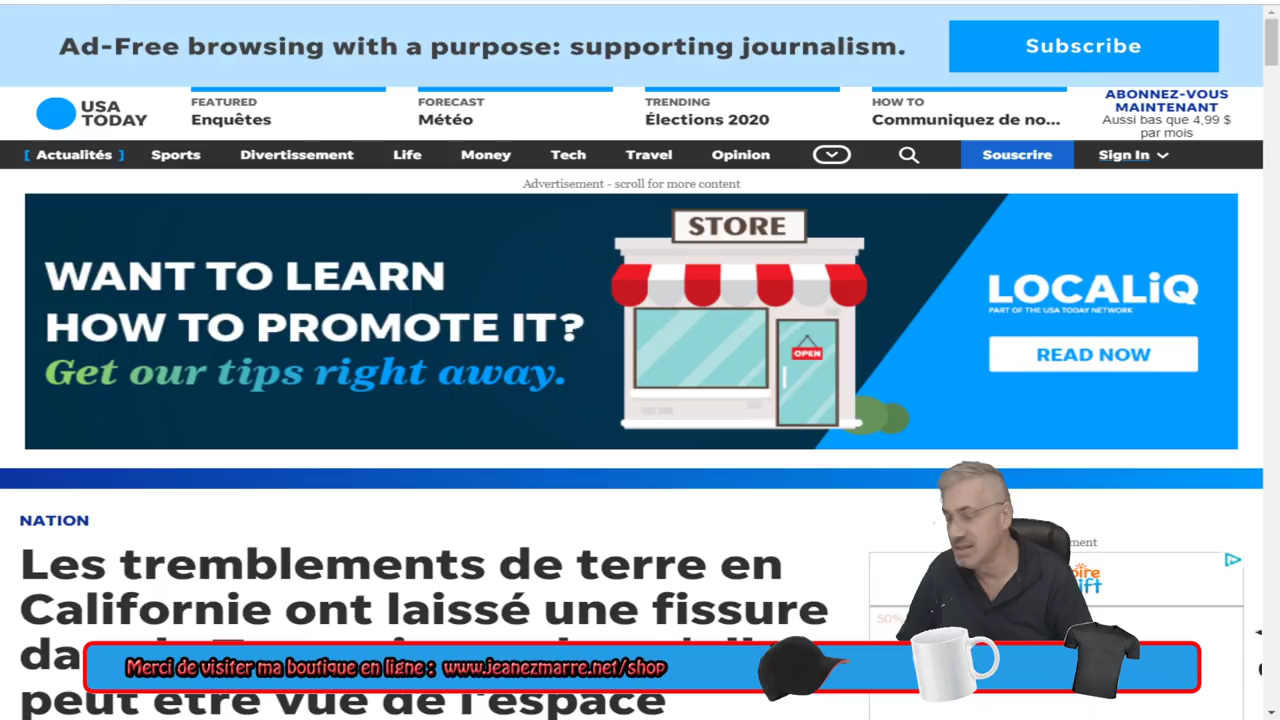 Ad-Free browsing with a purpose: supporting journalism.
Subscribe
USA
TODAY
FEATURED
Enquêtes
FORECAST
Météo
TRENDING
Élections 2020
HOW TO
Communiquez de no...
ABONNEZ-VOUS
MAINTENANT
Aussi bas que 4,99 $
par mois
[ Actualités ]
Sports
Divertissement
Life
Money
Tech
Travel
Opinion
Souscrire
Sign In
Advertisement - scroll for more content
WANT TO LEARN
HOW TO PROMOTE IT?
Get our tips right away.
STORE
OPEN
LOCALiQ
PART OF THE USA TODAY NETWORK
READ NOW
NATION
Les tremblements de terre en
Californie ont laissé une fissure
peut être vue de l'espace
50%
Merci de visiter ma boutique en ligne : www.jeanezmarre.net/shop